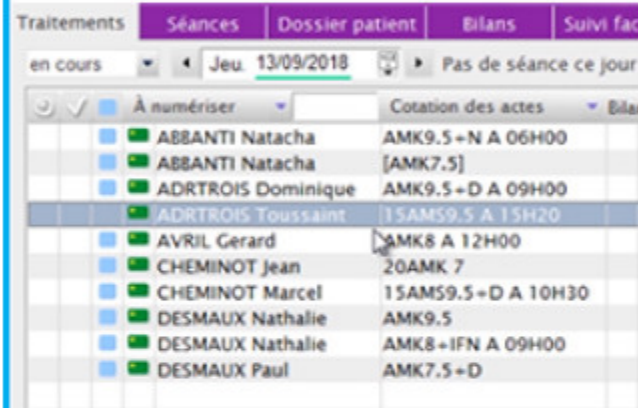 Traitements Séances Dossier patient Bilans Suivi fac
en cours Jeu. 13/09/2018 Pas de séance ce jour
À numériser Cotation des actes Bila
ABBANTI Natacha AMK9.5+N A 06H00
ABBANTI Natacha [AMK7.5]
ADRTROIS Dominique AMK9.5+D A 09H00
ADRTROIS Toussaint 15AMS9.5 A 15H20
AVRIL Gerard AMK8 A 12H00
CHEMINOT Jean 20AMK 7
CHEMINOT Marcel 15AMS9.5+D A 10H30
DESMAUX Nathalie AMK9.5
DESMAUX Nathalie AMK8+IFN A 09H00
DESMAUX Paul AMK7.5+D